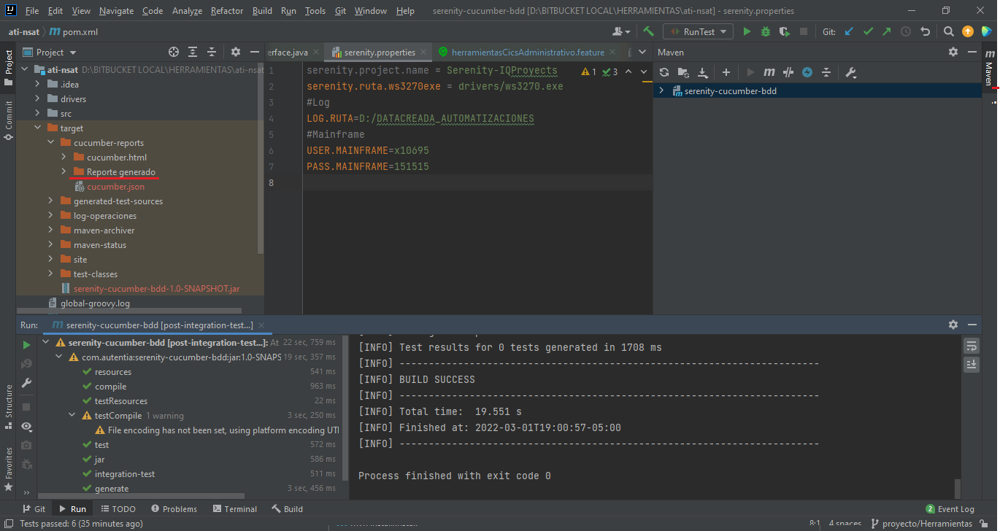 File Edit View Navigate Code Analyze Refactor Build Run Tools Git Window Help serenity-cucumber-bdd [D:\BITBUCKET LOCAL\HERRAMIENTAS\ati-nsat] - serenity.properties
ati-nsat m pom.xml RunTest Git:
Project
Project
erface.java serenity.properties herramientasCicsAdministrativo.feature
Maven
Maven
ati-nsat D:\BITBUCKET LOCAL\HERRAMIENTAS\ati-nsat
.idea
drivers
src
target
cucumber-reports
cucumber.html
Reporte generado
cucumber.json
generated-test-sources
log-operaciones
maven-archiver
maven-status
site
test-classes
serenity-cucumber-bdd-1.0-SNAPSHOT.jar
global-groovy.log
Commit
1 serenity.project.name = Serenity-IQProyects 1 3
2 serenity.ruta.ws3270exe = drivers/ws3270.exe
3 #Log
4 LOG.RUTA=D:/DATACREADA_AUTOMATIZACIONES
5 #Mainframe
6 USER.MAINFRAME=x10695
7 PASS.MAINFRAME=151515
8
serenity-cucumber-bdd
Run: m serenity-cucumber-bdd [post-integration-test...]
serenity-cucumber-bdd [post-integration-test...]: At 22 sec, 759 ms
com.autentia:serenity-cucumber-bdd:jar:1.0-SNAPS 19 sec, 357 ms
resources 541 ms
compile 963 ms
testResources 22 ms
testCompile 1 warning 3 sec, 250 ms
File encoding has not been set, using platform encoding UTI
test 572 ms
jar 586 ms
integration-test 511 ms
generate 3 sec, 456 ms
Structure
Favorites
[INFO] Test results for 0 tests generated in 1708 ms
[INFO] ------------------------------------------------------------------------
[INFO] BUILD SUCCESS
[INFO] ------------------------------------------------------------------------
[INFO] Total time:  19.551 s
[INFO] Finished at: 2022-03-01T19:00:57-05:00
[INFO] ------------------------------------------------------------------------
Process finished with exit code 0
Git Run TODO Problems Terminal Build 2 Event Log
Tests passed: 6 (35 minutes ago) 8:1 4 spaces proyecto/Herramientas